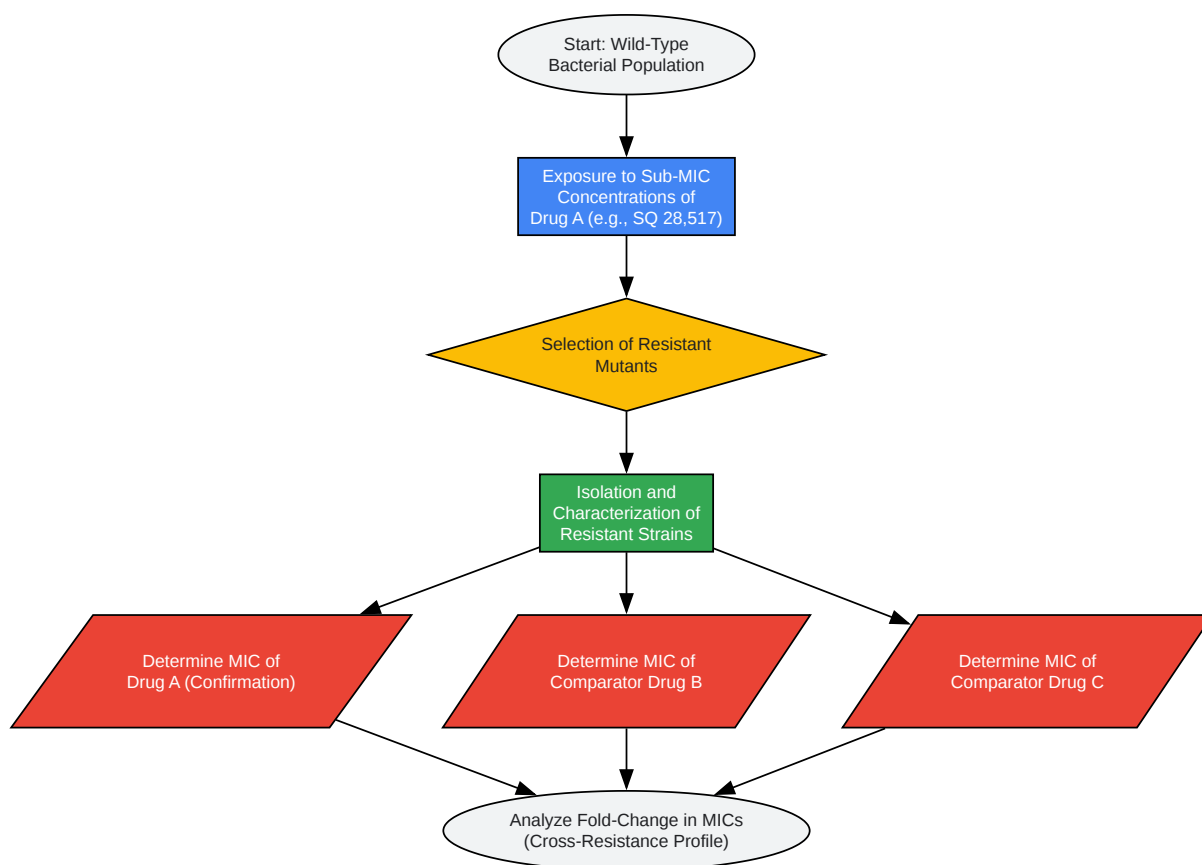 Start: Wild-Type
Bacterial Population
Exposure to Sub-MIC
Concentrations of
Drug A (e.g., SQ 28,517)
Selection of Resistant
Mutants
Isolation and
Characterization of
Resistant Strains
Determine MIC of
Drug A (Confirmation)
Determine MIC of
Comparator Drug B
Determine MIC of
Comparator Drug C
Analyze Fold-Change in MICs
(Cross-Resistance Profile)